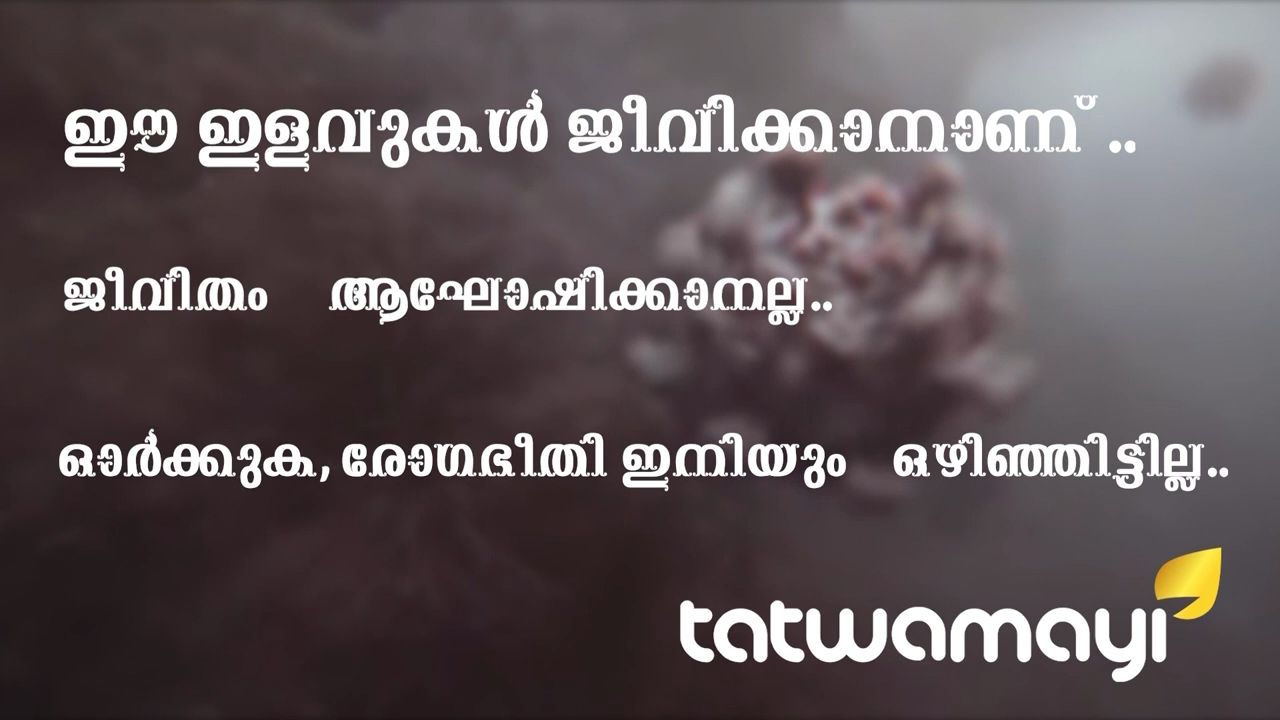 ഈ ഇളവുകൾ ജീവിക്കാനാണ് ..
ജീവിതം ആഘോഷിക്കാനല്ല..
ഓർക്കുക, രോഗഭീതി ഇനിയും ഒഴിഞ്ഞിട്ടില്ല..
tatwamayi